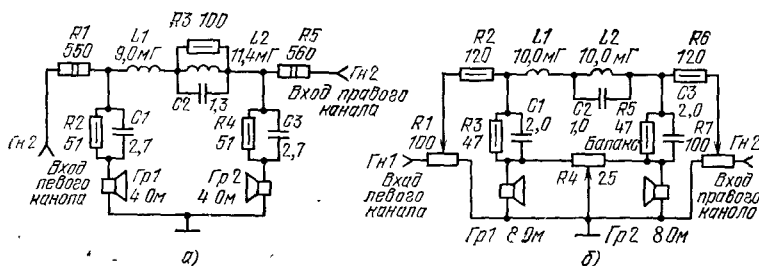 R1
550
L1
9,0мГ
R3 100
L2
11,4мГ
R5
560
Гн2
Вход правого
канала
C2 1,3
R2
51
C1
2,7
R4
51
C3
2,7
Гн2
Вход
левого
канала
Гр1
4 Ом
Гр2
4 Ом
а)
R2
120
L1
10,0мГ
L2
10,0мГ
R6
120
C1
2,0
C2
1,0
R5
47
C3
2,0
R1
100
R3
47
Баланс
R7
100
Гн1
Вход
левого
канала
R4 25
Гн2
Вход
правого
канала
Гр1 8 Ом
Гр2 8 Ом
б)